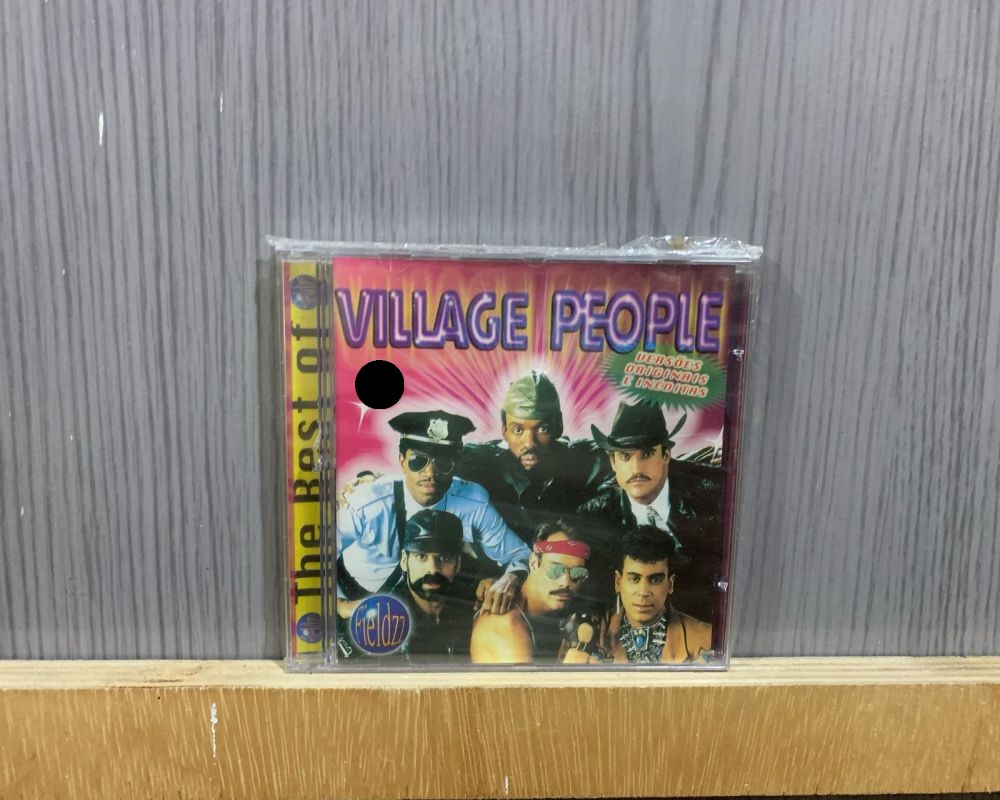 The Best of
VILLAGE PEOPLE
VERSÕES
ORIGINAIS
E INÉDITAS
Fieldzz